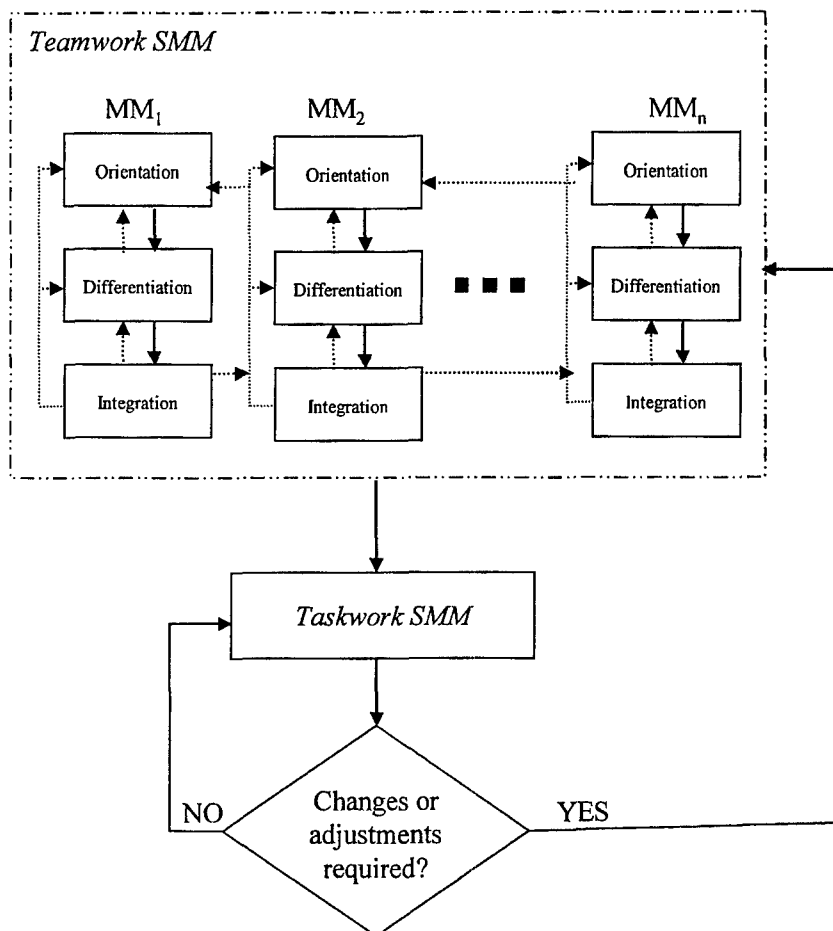 Teamwork SMM
MM1 MM2 MMn
Orientation Orientation Orientation
Differentiation Differentiation Differentiation
Integration Integration Integration
Taskwork SMM
NO Changes or YES
adjustments
required?